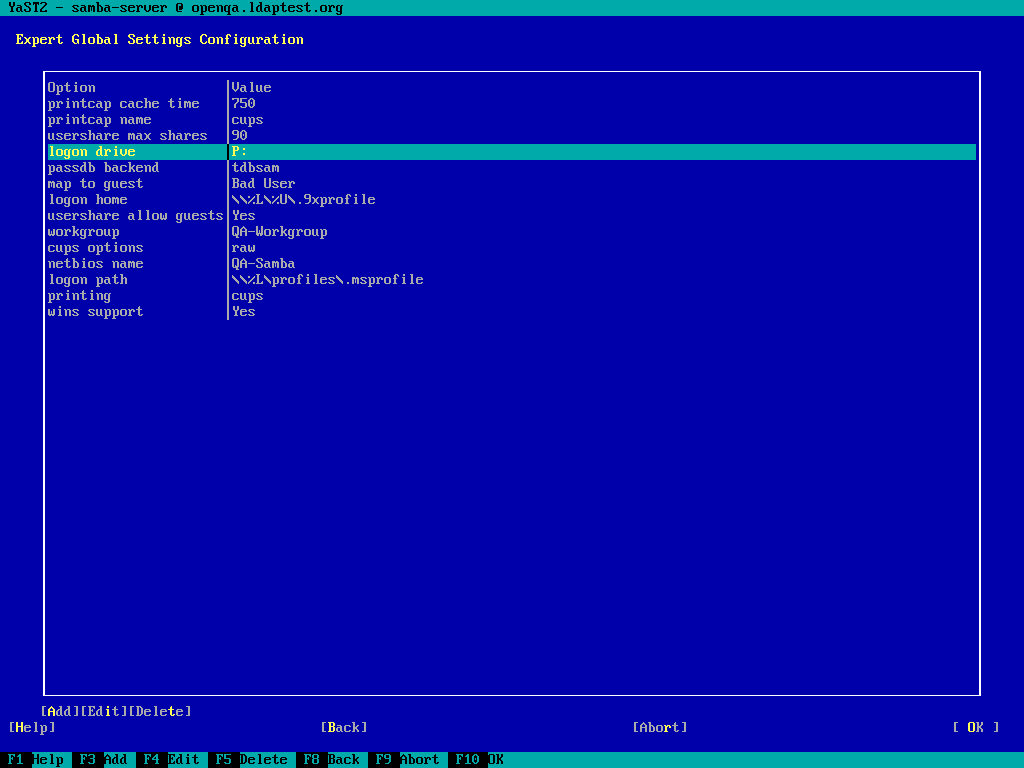 YaST2 - samba-server @ openqa.ldaptest.org
Expert Global Settings Configuration
Option Value
printcap cache time 750
printcap name cups
usershare max shares 90
logon drive P:
passdb backend tdbsam
map to guest Bad User
logon home \\%L\%U\.9xprofile
usershare allow guests Yes
workgroup QA-Workgroup
cups options raw
netbios name QA-Samba
logon path \\%L\profiles\.msprofile
printing cups
wins support Yes
[Add][Edit][Delete]
[Help] [Back] [Abort] [ OK ]
F1 Help F3 Add F4 Edit F5 Delete F8 Back F9 Abort F10 OK